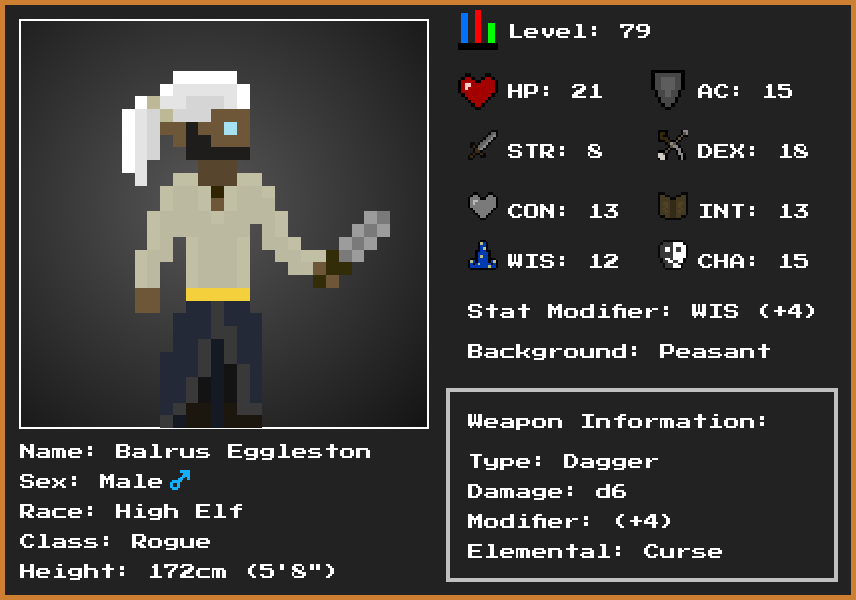 Level: 79
HP: 21 AC: 15
STR: 8 DEX: 18
CON: 13 INT: 13
WIS: 12 CHA: 15
Stat Modifier: WIS (+4)
Background: Peasant
Weapon Information:
Type: Dagger
Damage: d6
Modifier: (+4)
Elemental: Curse
Name: Balrus Eggleston
Sex: Male♂
Race: High Elf
Class: Rogue
Height: 172cm (5'8")